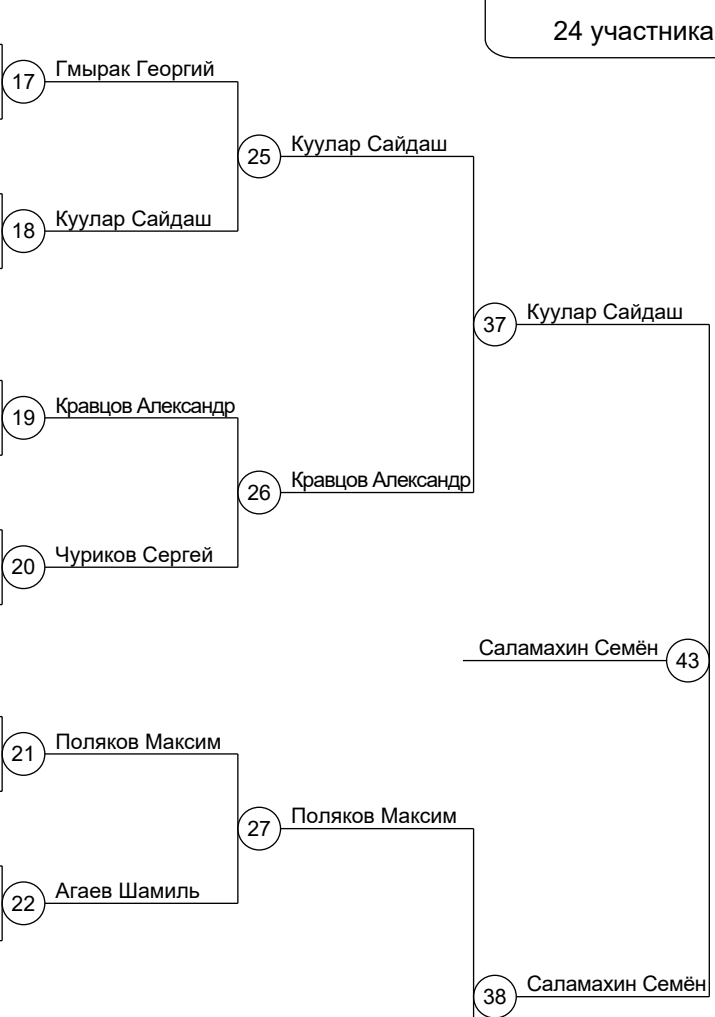 24 участника
17 Гмырак Георгий
25 Куулар Сайдаш
18 Куулар Сайдаш
37 Куулар Сайдаш
19 Кравцов Александр
26 Кравцов Александр
20 Чуриков Сергей
Саламахин Семён 43
21 Поляков Максим
27 Поляков Максим
22 Агаев Шамиль
38 Саламахин Семён